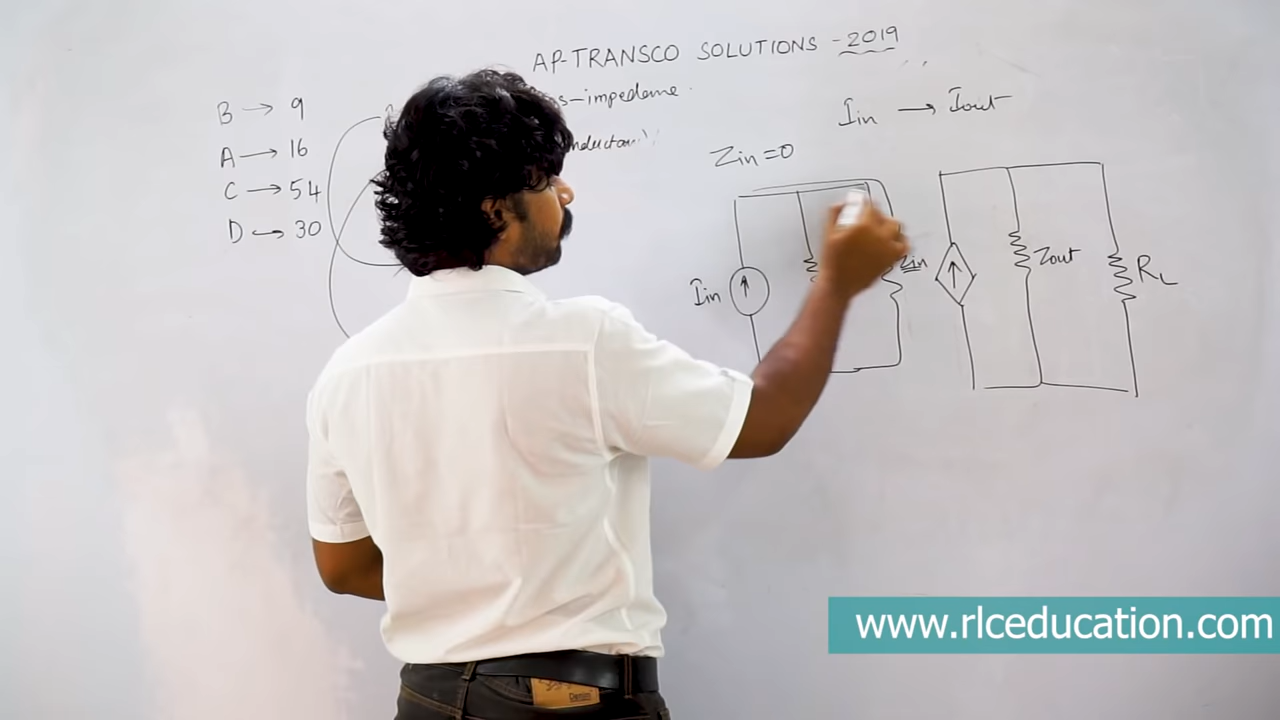 AP-TRANSCO SOLUTIONS - 2019
B → 9
A → 16
C → 54
D → 30
s-impedance
Iin → Iout
Zin = 0
Iin
Zin
Zout
RL
www.rlceducation.com
Denim